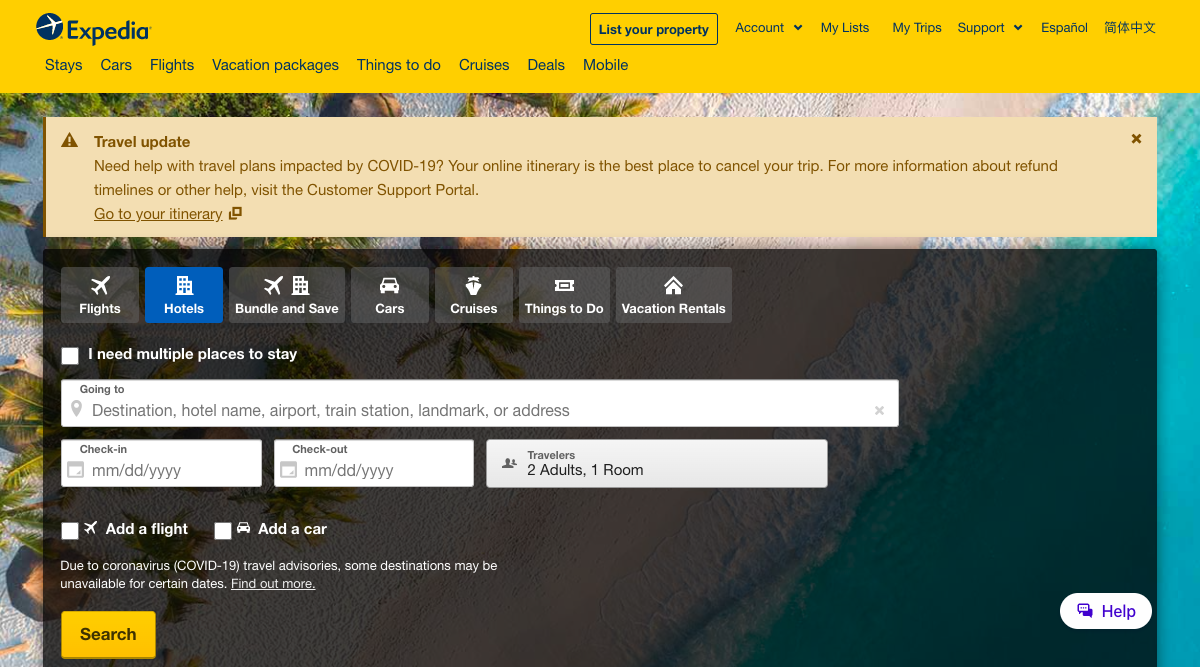 Expedia
List your property
Account
My Lists
My Trips
Support
Español
简体中文
Stays
Cars
Flights
Vacation packages
Things to do
Cruises
Deals
Mobile
Travel update
Need help with travel plans impacted by COVID-19? Your online itinerary is the best place to cancel your trip. For more information about refund
timelines or other help, visit the Customer Support Portal.
Go to your itinerary
Flights
Hotels
Bundle and Save
Cars
Cruises
Things to Do
Vacation Rentals
I need multiple places to stay
Going to
Destination, hotel name, airport, train station, landmark, or address
Check-in
mm/dd/yyyy
Check-out
mm/dd/yyyy
Travelers
2 Adults, 1 Room
Add a flight
Add a car
Due to coronavirus (COVID-19) travel advisories, some destinations may be
unavailable for certain dates. Find out more.
Help
Search